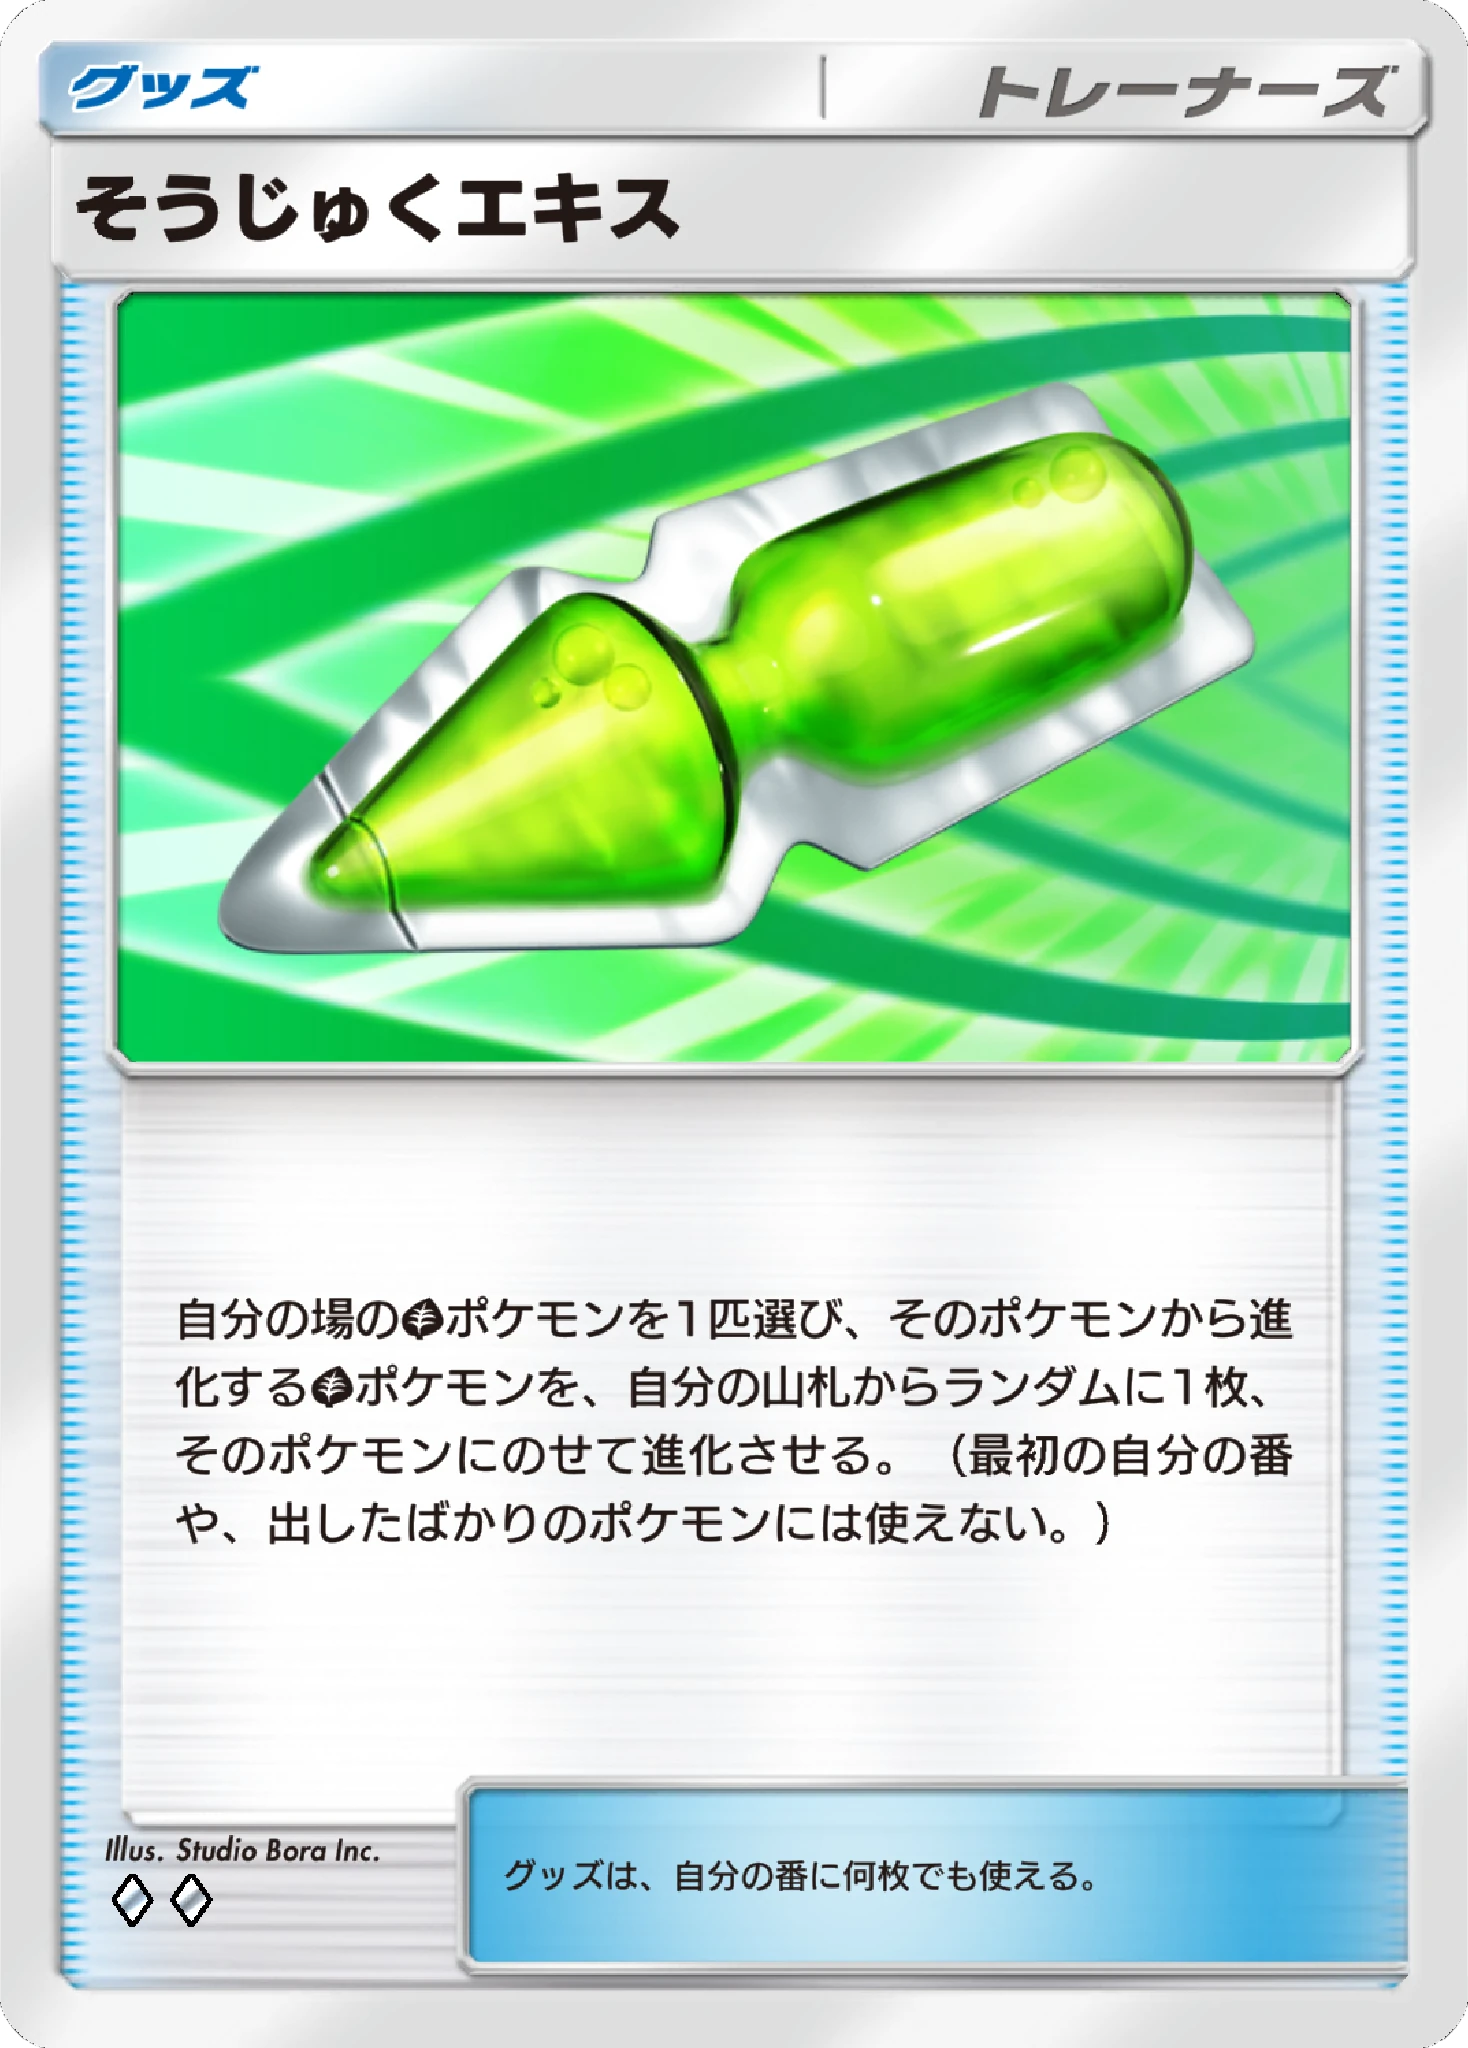 グッズ
トレーナーズ
そうじゅくエキス
自分の場のポケモンを1匹選び、そのポケモンから進
化するポケモンを、自分の山札からランダムに1枚、
そのポケモンにのせて進化させる。（最初の自分の番
や、出したばかりのポケモンには使えない。）
Illus. Studio Bora Inc.
グッズは、自分の番に何枚でも使える。